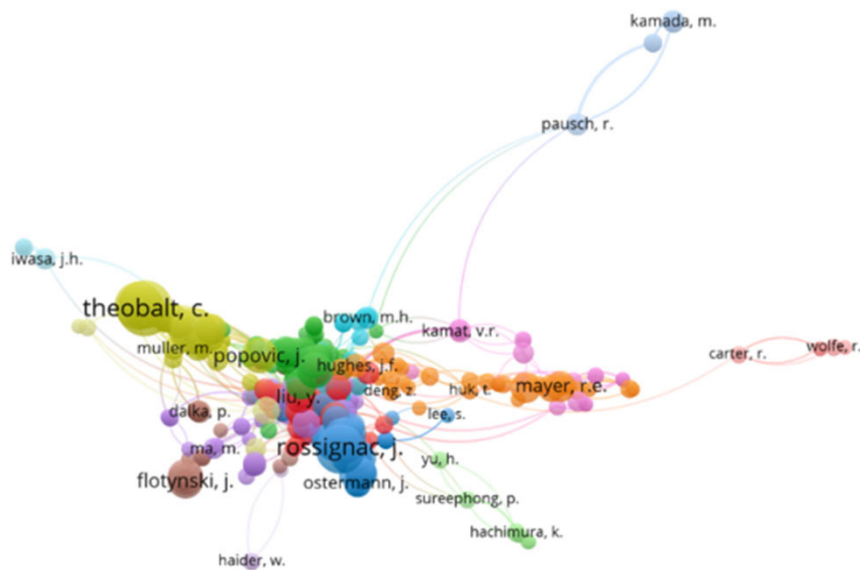 kamada, m.
pausch, r.
iwasa, j.h.
theobalt, c.
brown, m.h.
kamat, v.r.
muller, m.
popovic, j.
hughes, j.f.
carter, r.
wolfe, r.
liu, y.
deng, z.
huk, t.
mayer, r.e.
dalka, p.
lee, s.
ma, m.
rossignac, j.
yu, h.
flotynski, j.
ostermann, j.
sureephong, p.
hachimura, k.
haider, w.